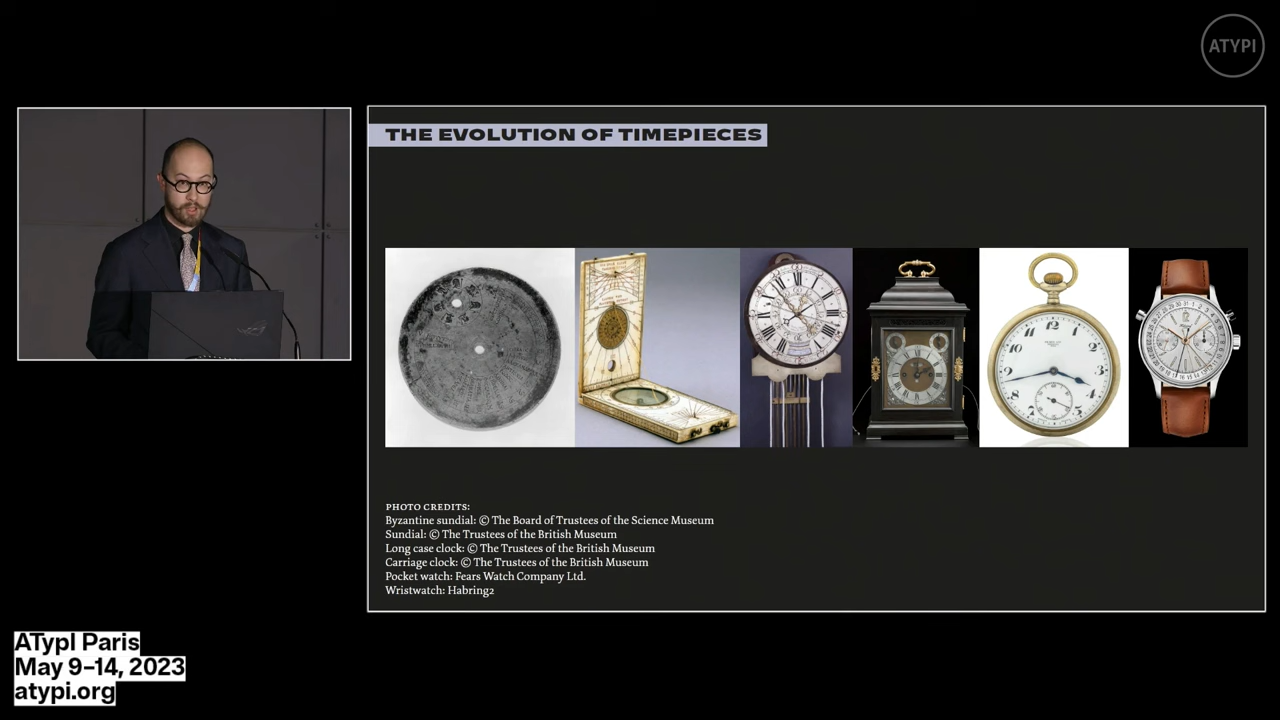 ATYPI
THE EVOLUTION OF TIMEPIECES
PHOTO CREDITS:
Byzantine sundial: © The Board of Trustees of the Science Museum
Sundial: © The Trustees of the British Museum
Long case clock: © The Trustees of the British Museum
Carriage clock: © The Trustees of the British Museum
Pocket watch: Fears Watch Company Ltd.
Wristwatch: Habring2
ATypI Paris
May 9–14, 2023
atypi.org